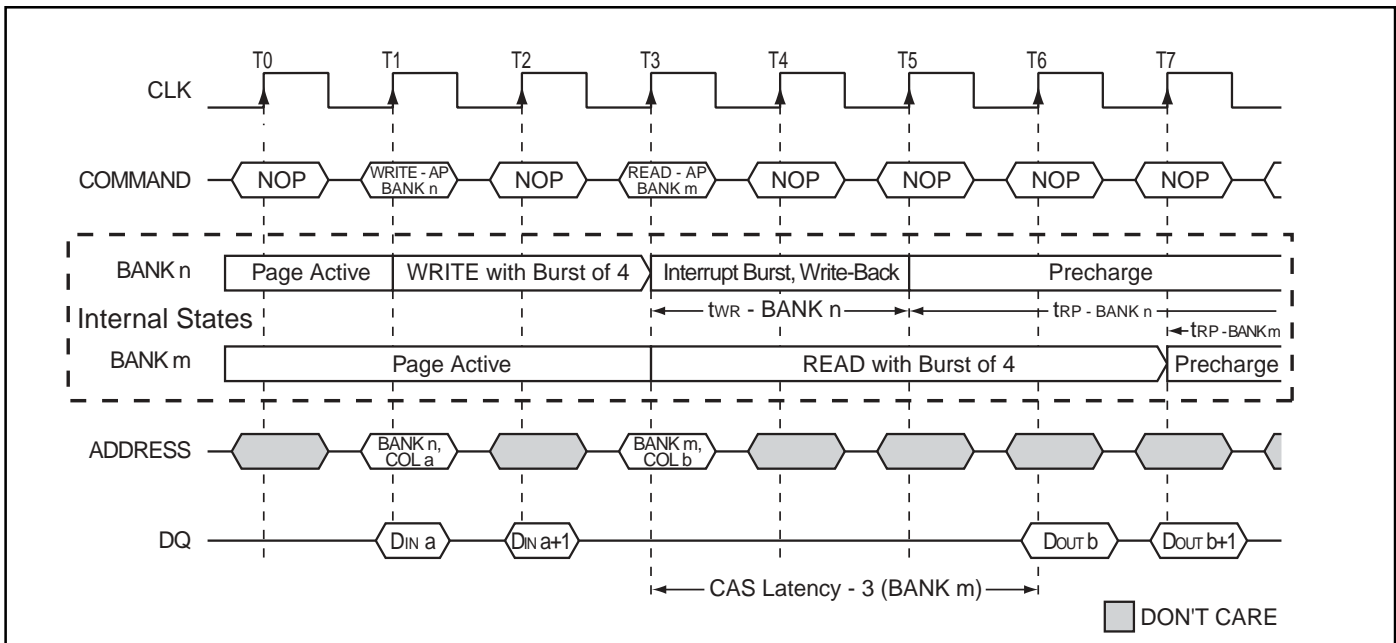 T0 T1 T2 T3 T4 T5 T6 T7
CLK
COMMAND NOP WRITE - AP BANK n NOP READ - AP BANK m NOP NOP NOP NOP
BANK n Page Active WRITE with Burst of 4 Interrupt Burst, Write-Back Precharge
tWR - BANK n tRP - BANK n
Internal States
tRP - BANK m
BANK m Page Active READ with Burst of 4 Precharge
ADDRESS BANK n, COL a BANK m, COL b
DQ DIN a DIN a+1 DOUT b DOUT b+1
CAS Latency - 3 (BANK m)
DON'T CARE